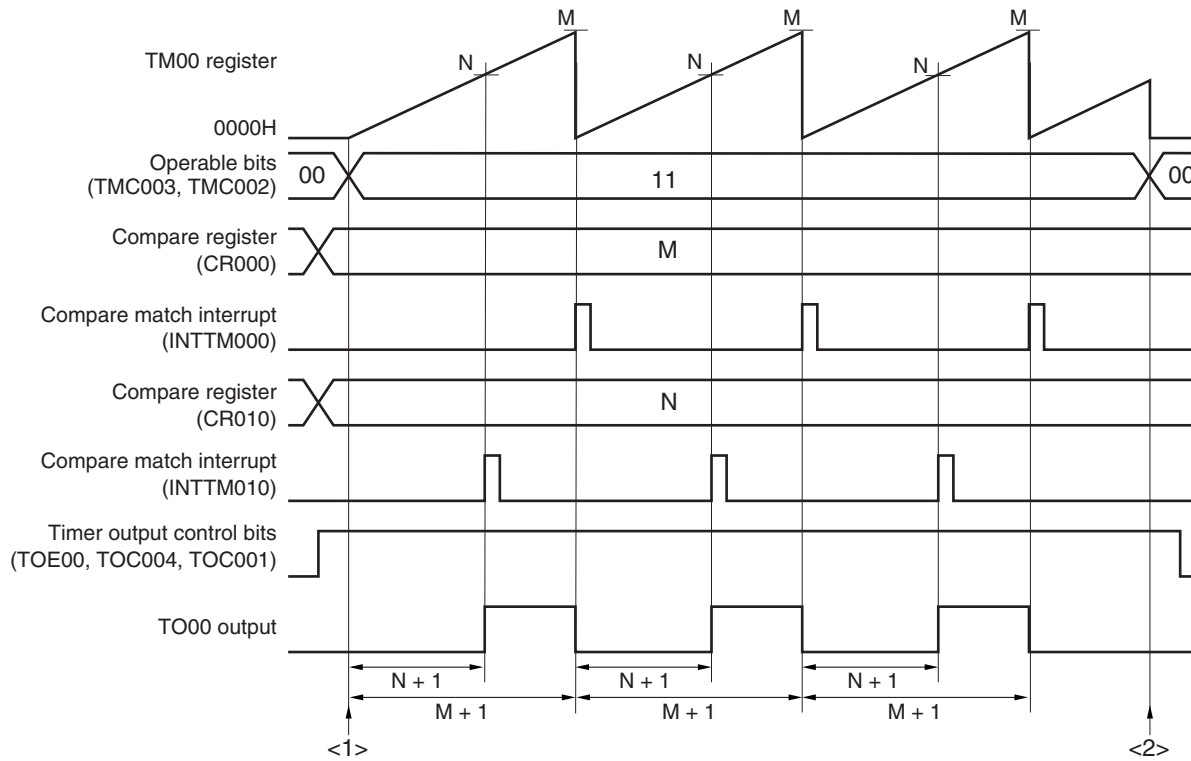 M M M
TM00 register
N N N
0000H
Operable bits
(TMC003, TMC002)
00 11 00
Compare register
(CR000)
M
Compare match interrupt
(INTTM000)
Compare register
(CR010)
N
Compare match interrupt
(INTTM010)
Timer output control bits
(TOE00, TOC004, TOC001)
TO00 output
N + 1 N + 1 N + 1
M + 1 M + 1 M + 1
<1> <2>